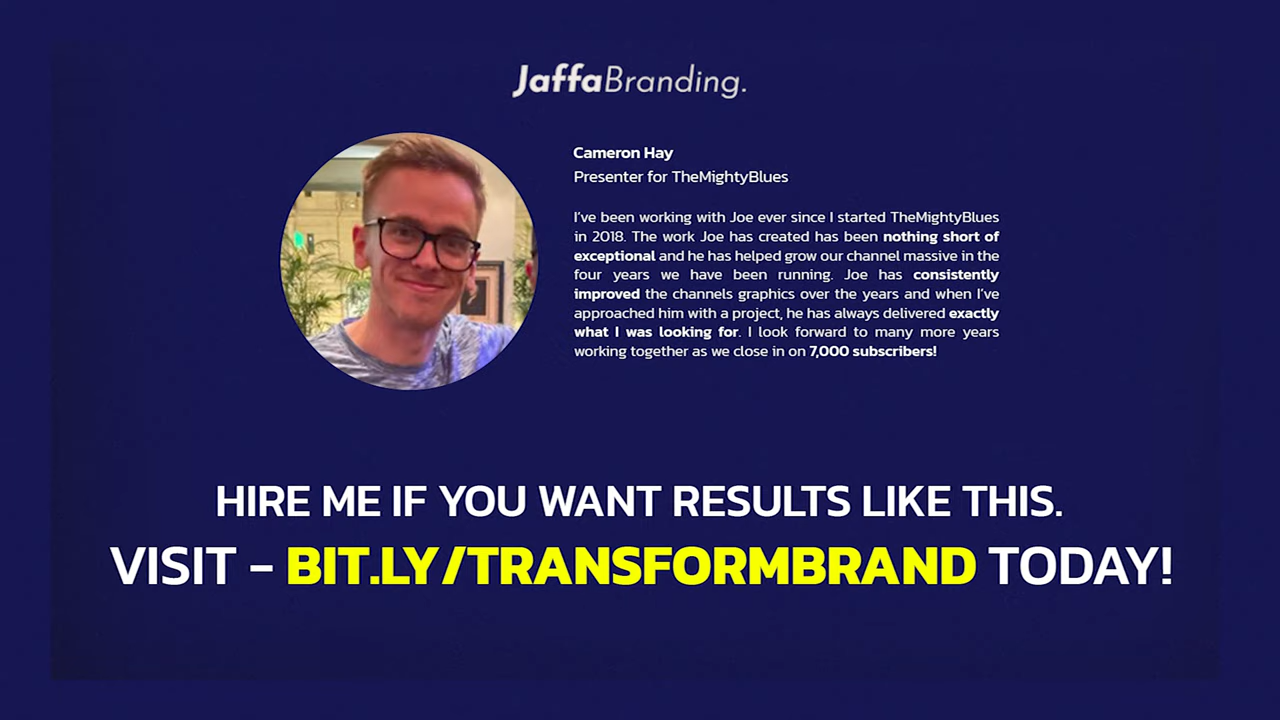 JaffaBranding.
Cameron Hay
Presenter for TheMightyBlues
I've been working with Joe ever since I started TheMightyBlues
in 2018. The work Joe has created has been nothing short of
exceptional and he has helped grow our channel massive in the
four years we have been running. Joe has consistently
improved the channels graphics over the years and when I've
approached him with a project, he has always delivered exactly
what I was looking for. I look forward to many more years
working together as we close in on 7,000 subscribers!
HIRE ME IF YOU WANT RESULTS LIKE THIS.
VISIT – BIT.LY/TRANSFORMBRAND TODAY!